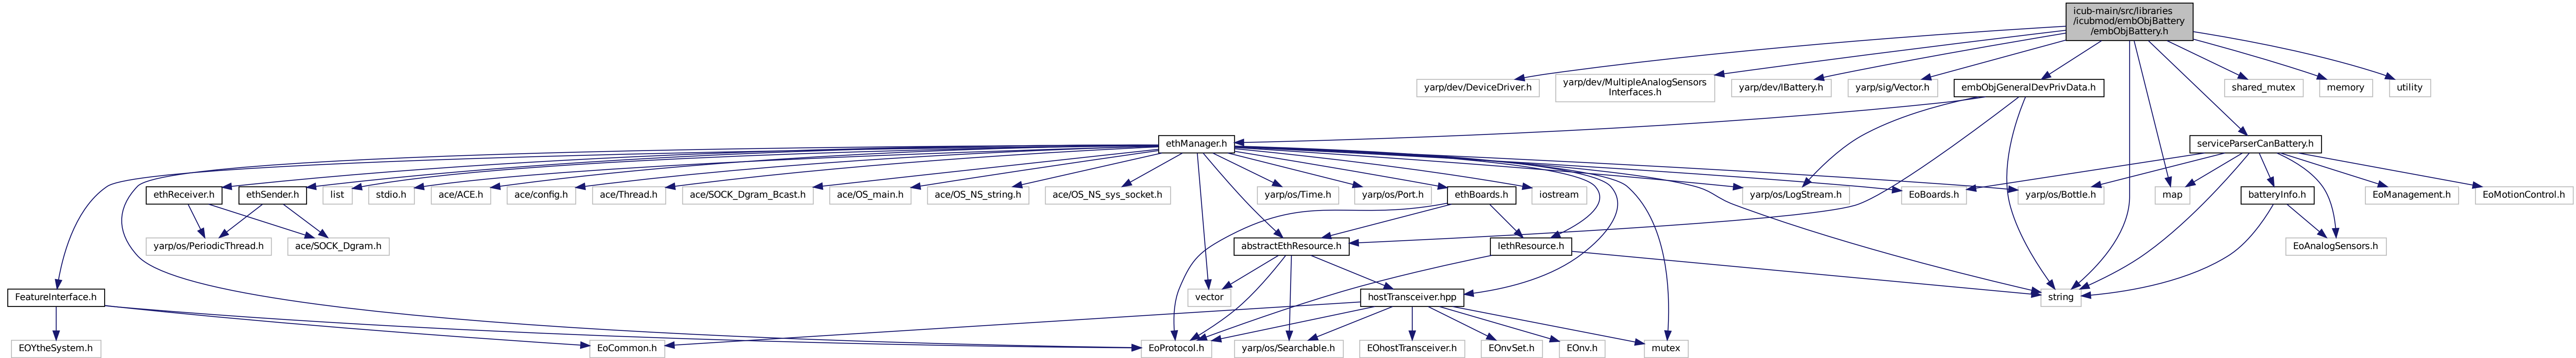 icub-main/src/libraries
/icubmod/embObjBattery
/embObjBattery.h
yarp/dev/DeviceDriver.h
yarp/dev/MultipleAnalogSensors
Interfaces.h
yarp/dev/IBattery.h
yarp/sig/Vector.h
embObjGeneralDevPrivData.h
shared_mutex
memory
utility
ethManager.h
serviceParserCanBattery.h
ethReceiver.h
ethSender.h
list
stdio.h
ace/ACE.h
ace/config.h
ace/Thread.h
ace/SOCK_Dgram_Bcast.h
ace/OS_main.h
ace/OS_NS_string.h
ace/OS_NS_sys_socket.h
yarp/os/Time.h
yarp/os/Port.h
ethBoards.h
iostream
yarp/os/LogStream.h
EoBoards.h
yarp/os/Bottle.h
map
batteryInfo.h
EoManagement.h
EoMotionControl.h
yarp/os/PeriodicThread.h
ace/SOCK_Dgram.h
abstractEthResource.h
IethResource.h
EoAnalogSensors.h
FeatureInterface.h
vector
hostTransceiver.hpp
string
EOYtheSystem.h
EoCommon.h
EoProtocol.h
yarp/os/Searchable.h
EOhostTransceiver.h
EOnvSet.h
EOnv.h
mutex